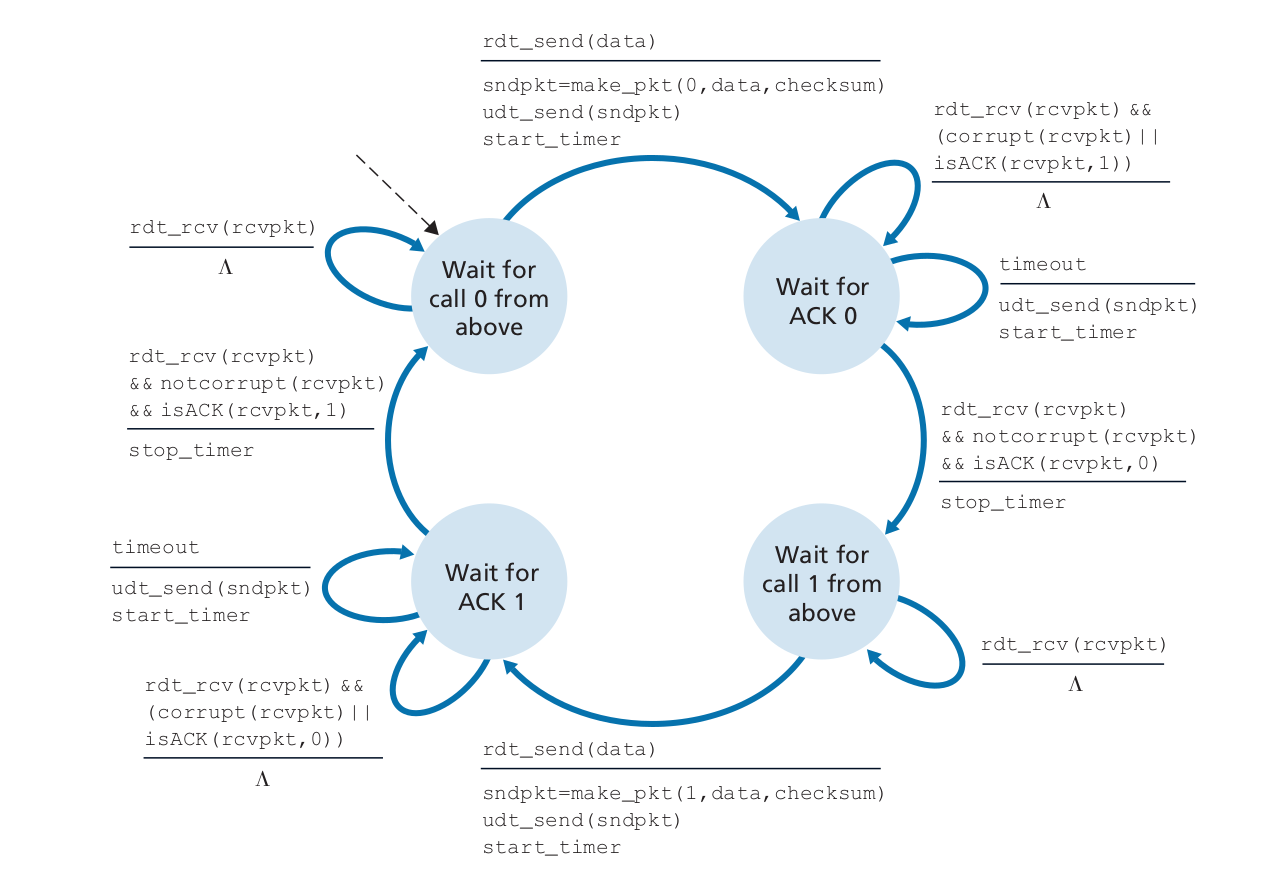 rdt_send(data)
sndpkt=make_pkt(0,data,checksum)
udt_send(sndpkt)
start_timer
rdt_rcv(rcvpkt) &&
(corrupt(rcvpkt)||
isACK(rcvpkt,1))
Λ
rdt_rcv(rcvpkt)
Λ
Wait for
call 0 from
above
Wait for
ACK 0
timeout
udt_send(sndpkt)
start_timer
rdt_rcv(rcvpkt)
&& notcorrupt(rcvpkt)
&& isACK(rcvpkt,1)
stop_timer
rdt_rcv(rcvpkt)
&& notcorrupt(rcvpkt)
&& isACK(rcvpkt,0)
stop_timer
timeout
udt_send(sndpkt)
start_timer
Wait for
ACK 1
Wait for
call 1 from
above
rdt_rcv(rcvpkt)
Λ
rdt_rcv(rcvpkt) &&
(corrupt(rcvpkt)||
isACK(rcvpkt,0))
Λ
rdt_send(data)
sndpkt=make_pkt(1,data,checksum)
udt_send(sndpkt)
start_timer